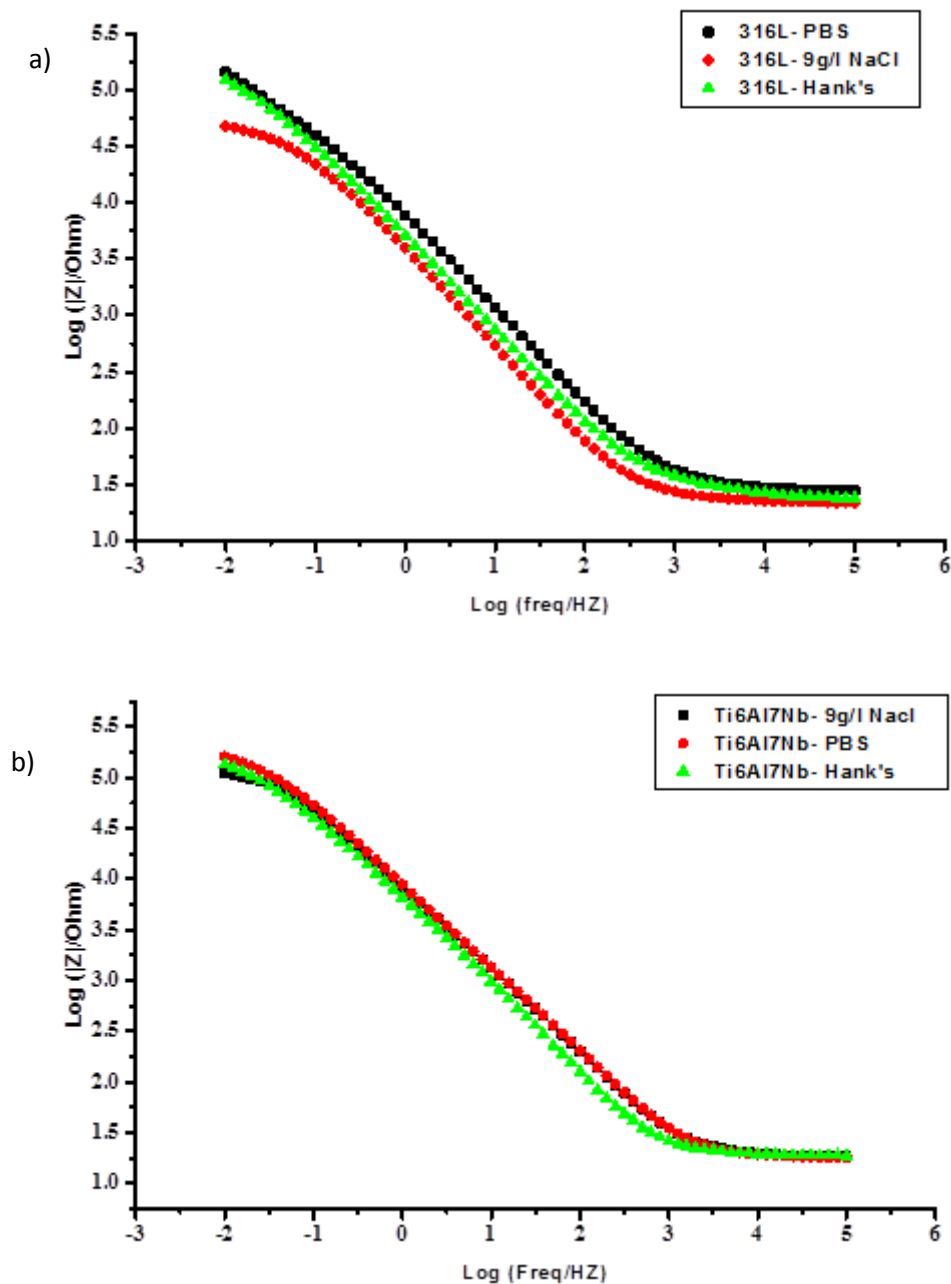 a)
316L- PBS
316L- 9g/l NaCl
316L- Hank's
Log (|Z|/Ohm)
5.5
5.0
4.5
4.0
3.5
3.0
2.5
2.0
1.5
1.0
-3 -2 -1 0 1 2 3 4 5 6
Log (freq/HZ)
b)
Ti6Al7Nb- 9g/l Nacl
Ti6Al7Nb- PBS
Ti6Al7Nb- Hank's
Log (|Z|/Ohm)
5.5
5.0
4.5
4.0
3.5
3.0
2.5
2.0
1.5
1.0
-3 -2 -1 0 1 2 3 4 5 6
Log (Freq/HZ)